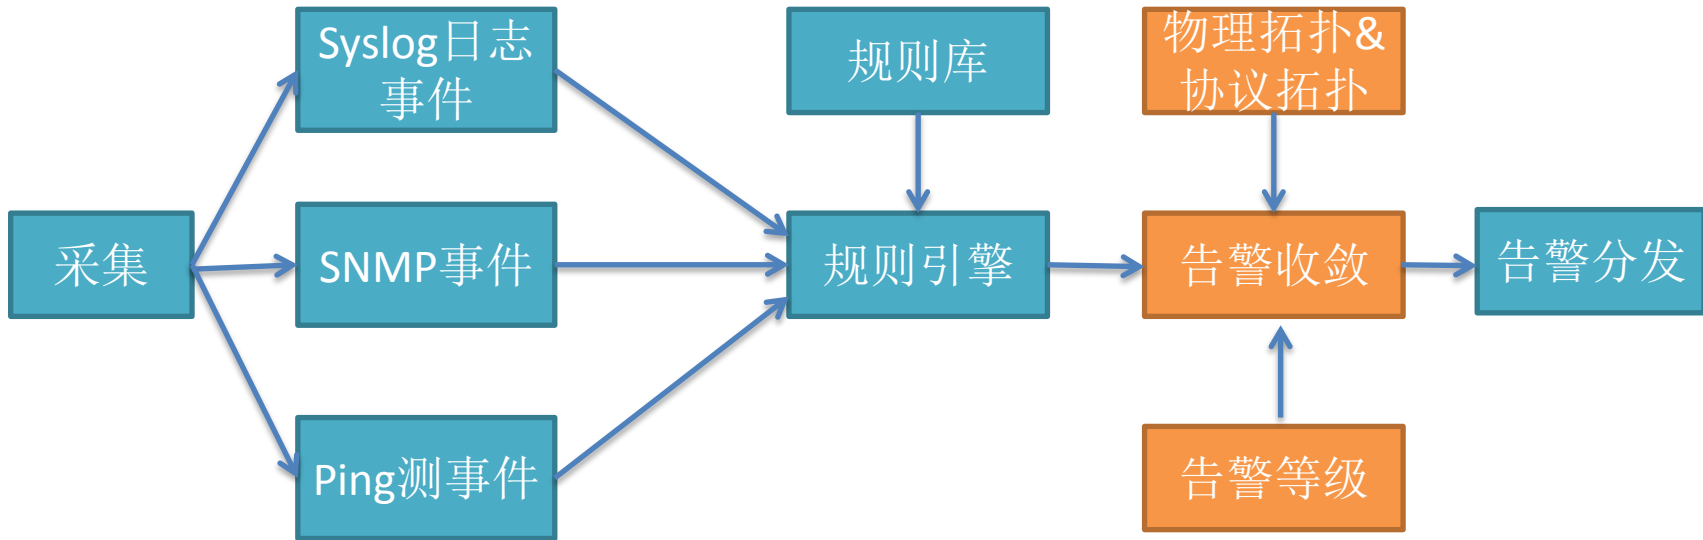 Syslog日志
事件
规则库
物理拓扑&
协议拓扑
采集
SNMP事件
规则引擎
告警收敛
告警分发
Ping测事件
告警等级